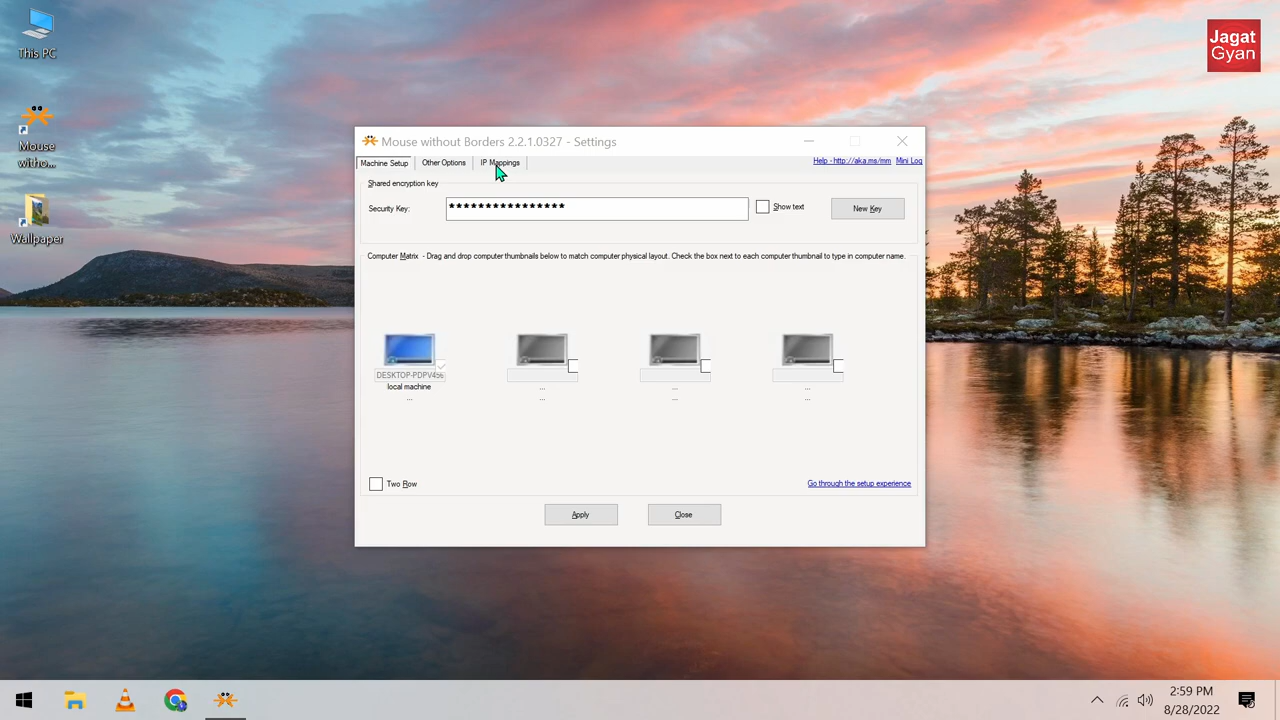 This PC
Mouse
witho...
Wallpaper
Jagat
Gyan
Mouse without Borders 2.2.1.0327 - Settings
Machine Setup
Other Options
IP Mappings
Help - http://aka.ms/mm
Mini Log
Shared encryption key
Security Key:
****************
Show text
New Key
Computer Matrix - Drag and drop computer thumbnails below to match computer physical layout. Check the box next to each computer thumbnail to type in computer name.
DESKTOP-PDPV456
local machine
...
...
...
...
...
...
...
Two Row
Go through the setup experience
Apply
Close
2:59 PM
8/28/2022